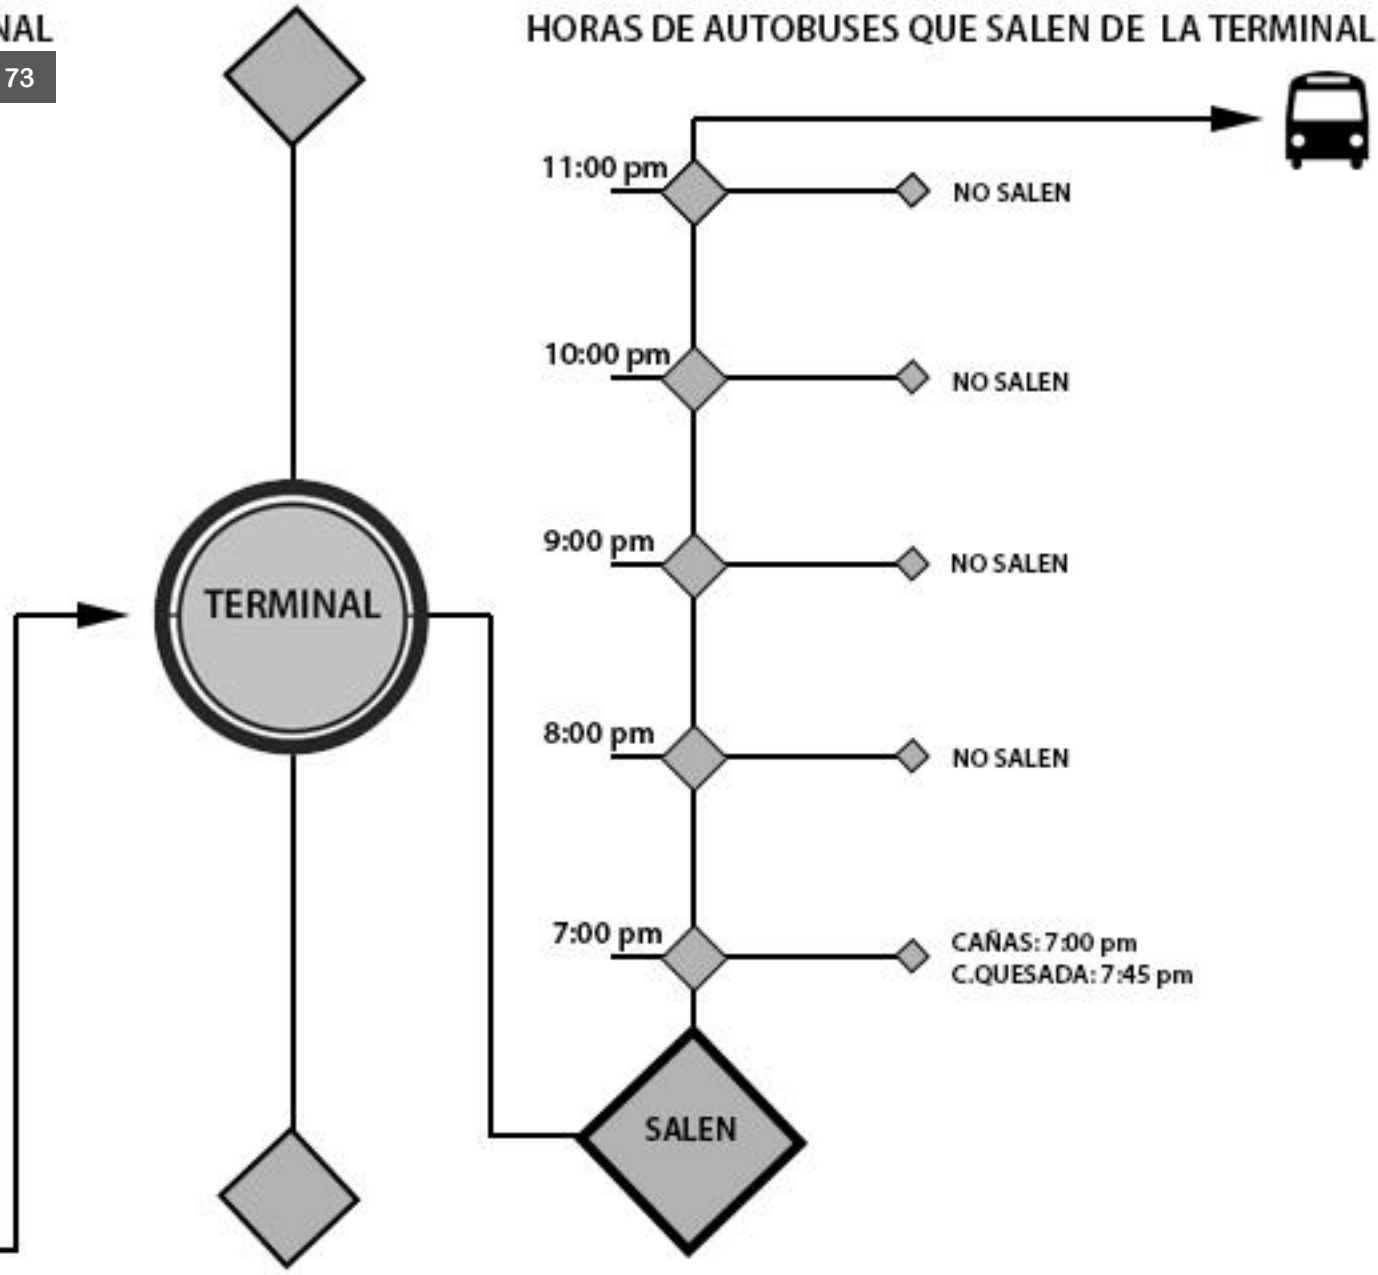 NAL
73
HORAS DE AUTOBUSES QUE SALEN DE LA TERMINAL
11:00 pm
NO SALEN
10:00 pm
NO SALEN
9:00 pm
NO SALEN
TERMINAL
8:00 pm
NO SALEN
7:00 pm
CAÑAS: 7:00 pm
C.QUESADA: 7:45 pm
SALEN